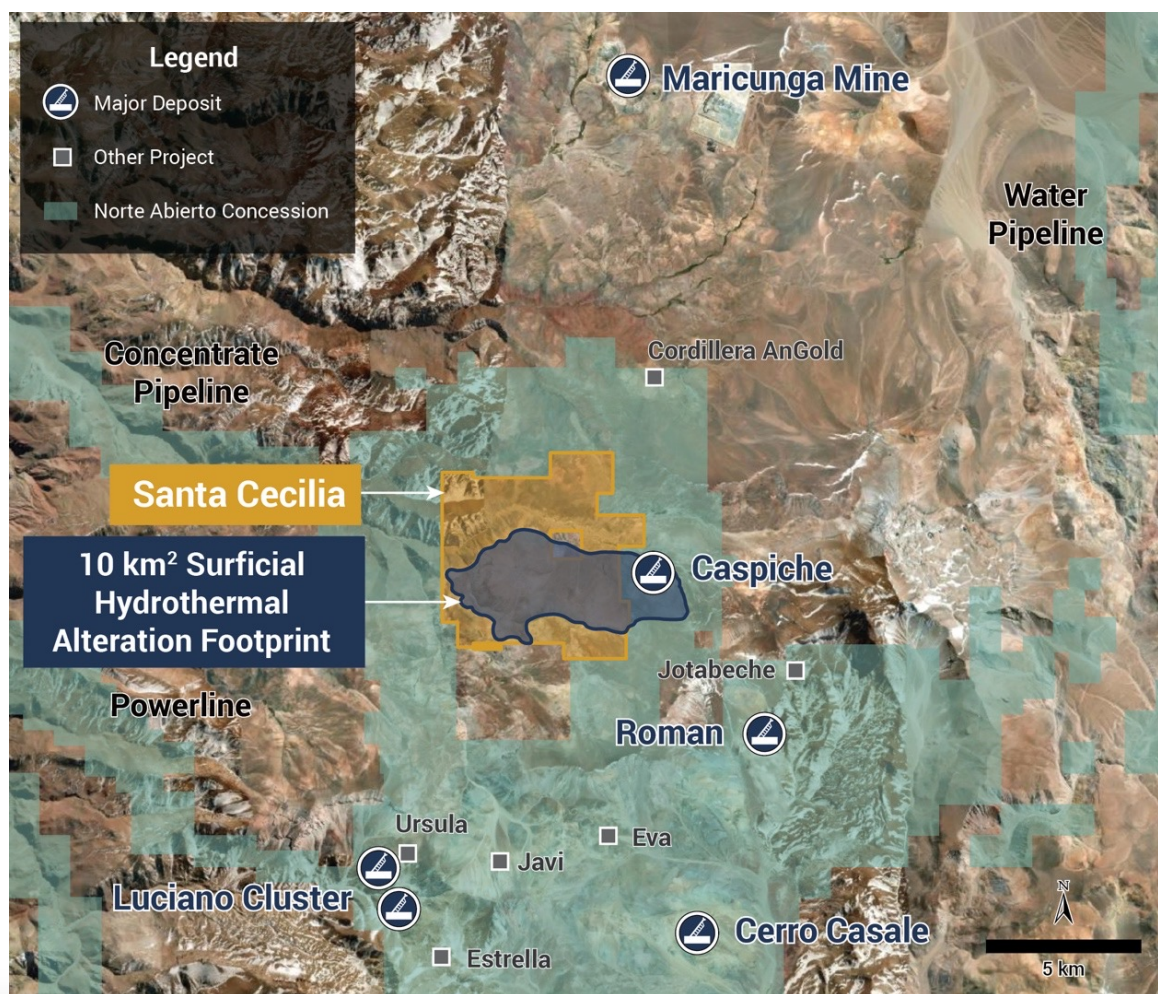 Legend
Major Deposit
Other Project
Norte Abierto Concession
Maricunga Mine
Water
Pipeline
Concentrate
Pipeline
Cordillera AnGold
Santa Cecilia
10 km² Surficial
Hydrothermal
Alteration Footprint
Caspiche
Jotabeche
Powerline
Roman
Ursula
Eva
Javi
Luciano Cluster
Cerro Casale
Estrella
N
5 km